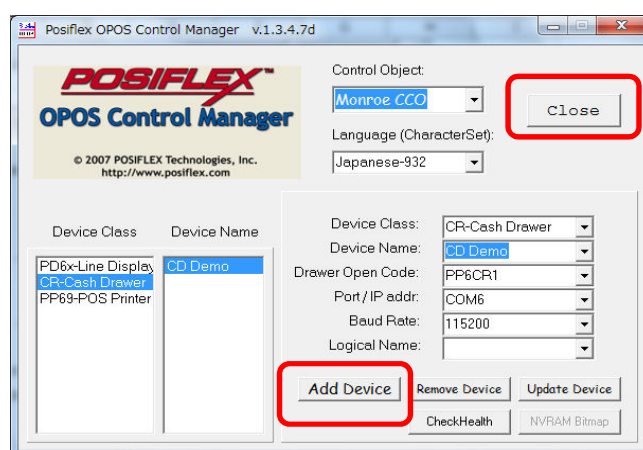 Posiflex OPOS Control Manager v.1.3.4.7d
POSIFLEX™
OPOS Control Manager
© 2007 POSIFLEX Technologies, Inc.
http://www.posiflex.com
Control Object:
Monroe CCO
Close
Language (CharacterSet):
Japanese-932
Device Class
Device Name
PD6x-Line Display
CR-Cash Drawer
PP69-POS Printer
CD Demo
Device Class:
CR-Cash Drawer
Device Name:
CD Demo
Drawer Open Code:
PP6CR1
Port / IP addr:
COM6
Baud Rate:
115200
Logical Name:
Add Device
Remove Device
Update Device
CheckHealth
NVRAM Bitmap